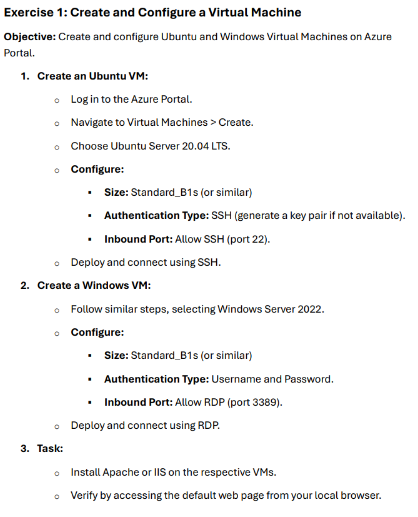 Exercise 1: Create and Configure a Virtual Machine
Objective: Create and configure Ubuntu and Windows Virtual Machines on Azure
Portal.
1. Create an Ubuntu VM:
o Log in to the Azure Portal.
o Navigate to Virtual Machines > Create.
o Choose Ubuntu Server 20.04 LTS.
o Configure:
▪ Size: Standard_B1s (or similar)
▪ Authentication Type: SSH (generate a key pair if not available).
▪ Inbound Port: Allow SSH (port 22).
o Deploy and connect using SSH.
2. Create a Windows VM:
o Follow similar steps, selecting Windows Server 2022.
o Configure:
▪ Size: Standard_B1s (or similar)
▪ Authentication Type: Username and Password.
▪ Inbound Port: Allow RDP (port 3389).
o Deploy and connect using RDP.
3. Task:
o Install Apache or IIS on the respective VMs.
o Verify by accessing the default web page from your local browser.